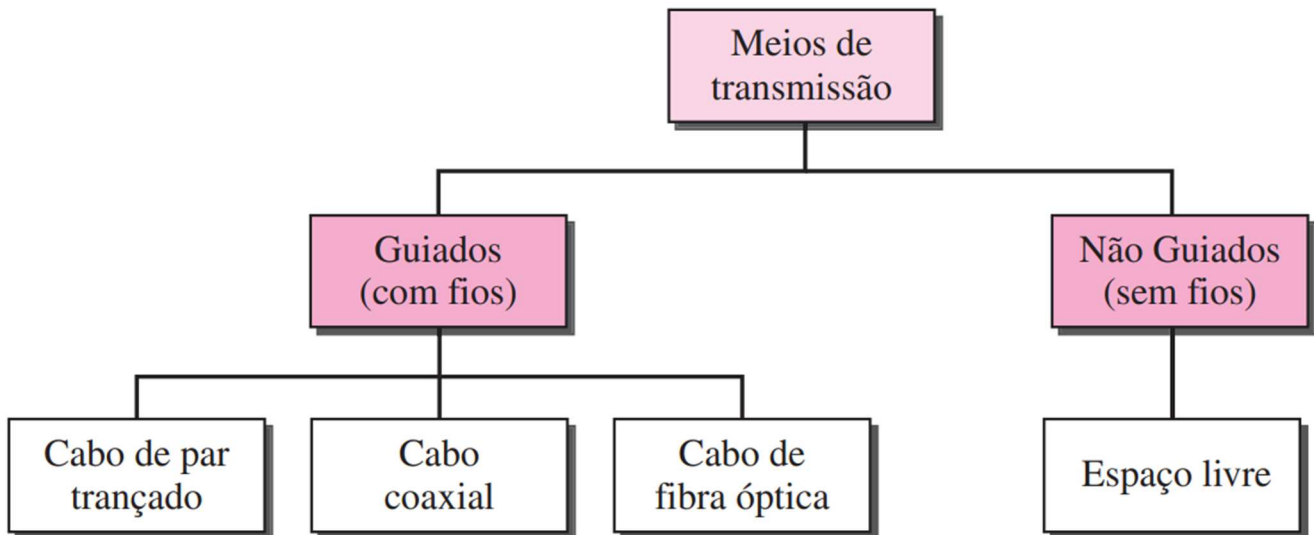 Meios de
transmissão
Guiados
(com fios)
Não Guiados
(sem fios)
Cabo de par
trançado
Cabo
coaxial
Cabo de
fibra óptica
Espaço livre